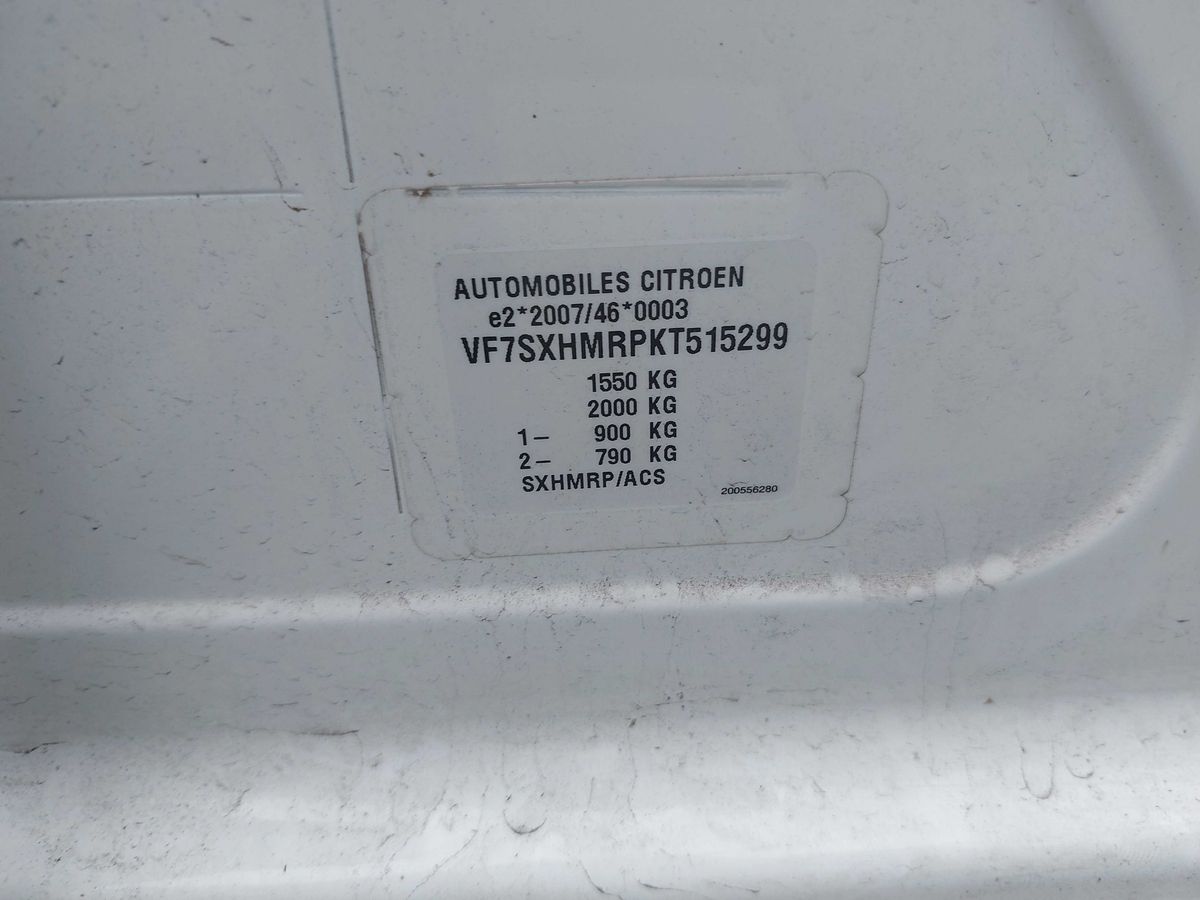 AUTOMOBILES CITROEN
e2*2007/46*0003
VF7SXHMRPKT515299
1550 KG
2000 KG
1– 900 KG
2– 790 KG
SXHMRP/ACS
200556280